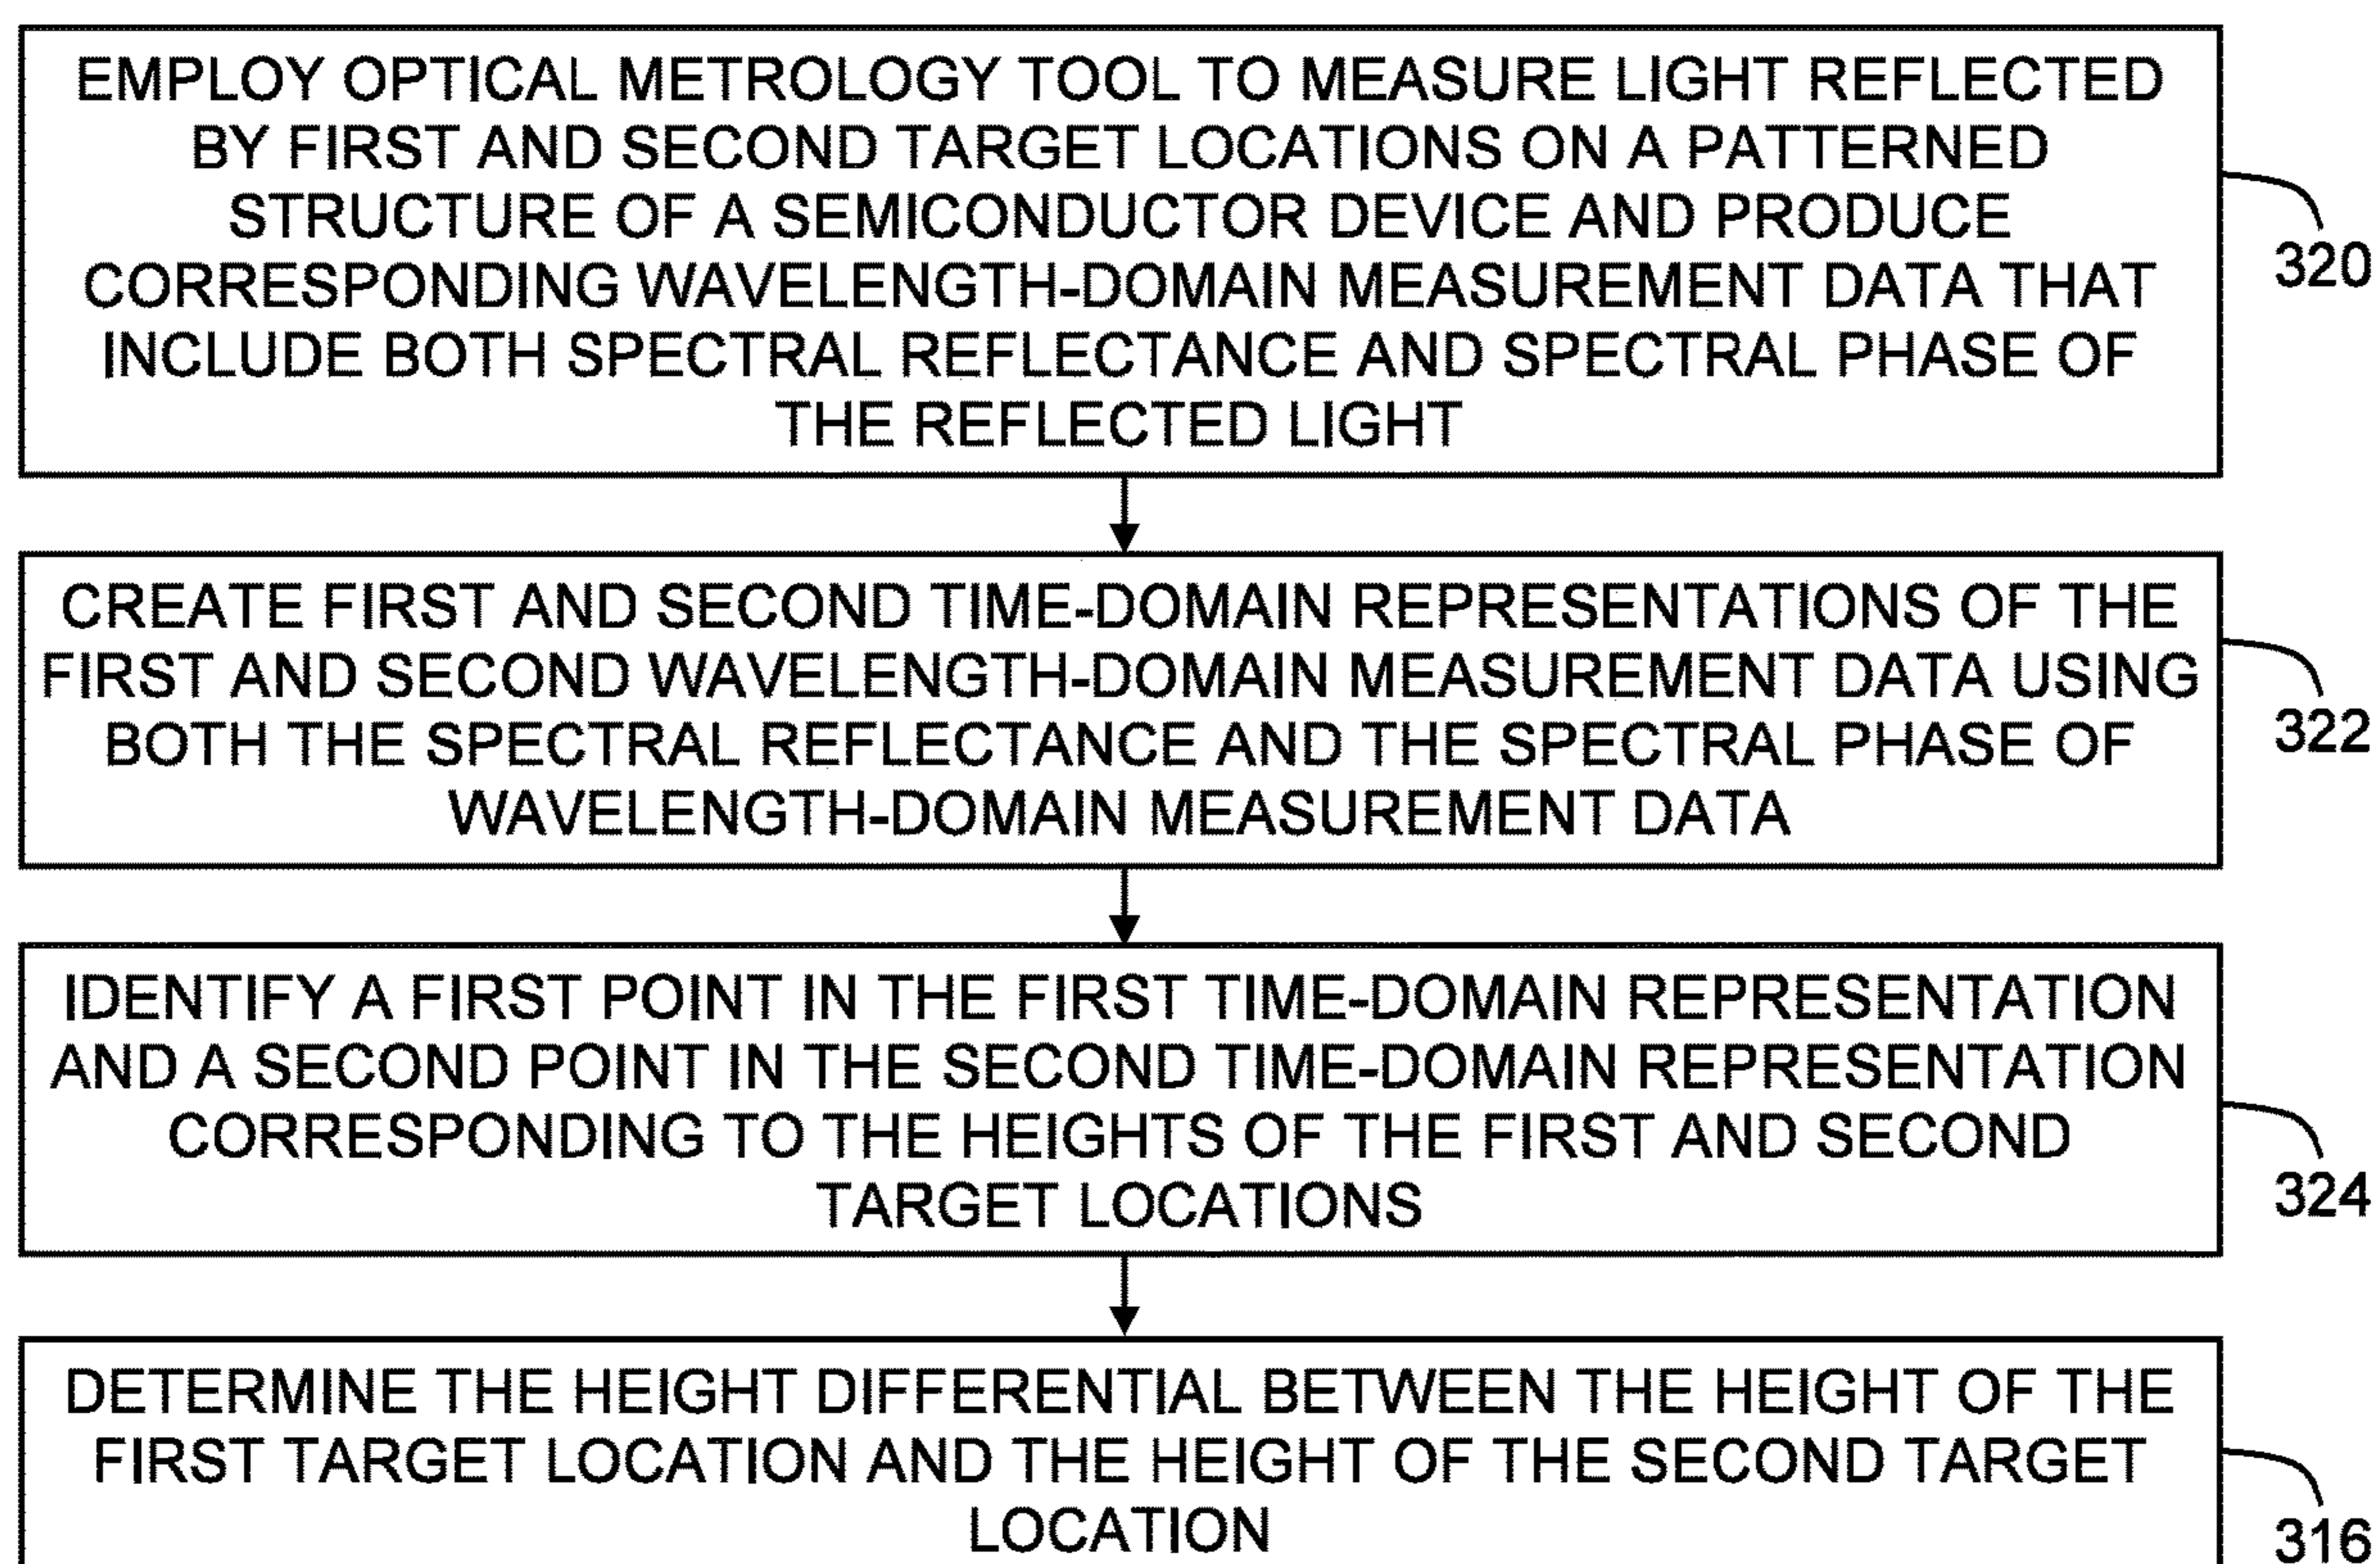 EMPLOY OPTICAL METROLOGY TOOL TO MEASURE LIGHT REFLECTED
BY FIRST AND SECOND TARGET LOCATIONS ON A PATTERNED
STRUCTURE OF A SEMICONDUCTOR DEVICE AND PRODUCE
CORRESPONDING WAVELENGTH-DOMAIN MEASUREMENT DATA THAT
INCLUDE BOTH SPECTRAL REFLECTANCE AND SPECTRAL PHASE OF
THE REFLECTED LIGHT
320
CREATE FIRST AND SECOND TIME-DOMAIN REPRESENTATIONS OF THE
FIRST AND SECOND WAVELENGTH-DOMAIN MEASUREMENT DATA USING
BOTH THE SPECTRAL REFLECTANCE AND THE SPECTRAL PHASE OF
WAVELENGTH-DOMAIN MEASUREMENT DATA
322
IDENTIFY A FIRST POINT IN THE FIRST TIME-DOMAIN REPRESENTATION
AND A SECOND POINT IN THE SECOND TIME-DOMAIN REPRESENTATION
CORRESPONDING TO THE HEIGHTS OF THE FIRST AND SECOND
TARGET LOCATIONS
324
DETERMINE THE HEIGHT DIFFERENTIAL BETWEEN THE HEIGHT OF THE
FIRST TARGET LOCATION AND THE HEIGHT OF THE SECOND TARGET
LOCATION
316